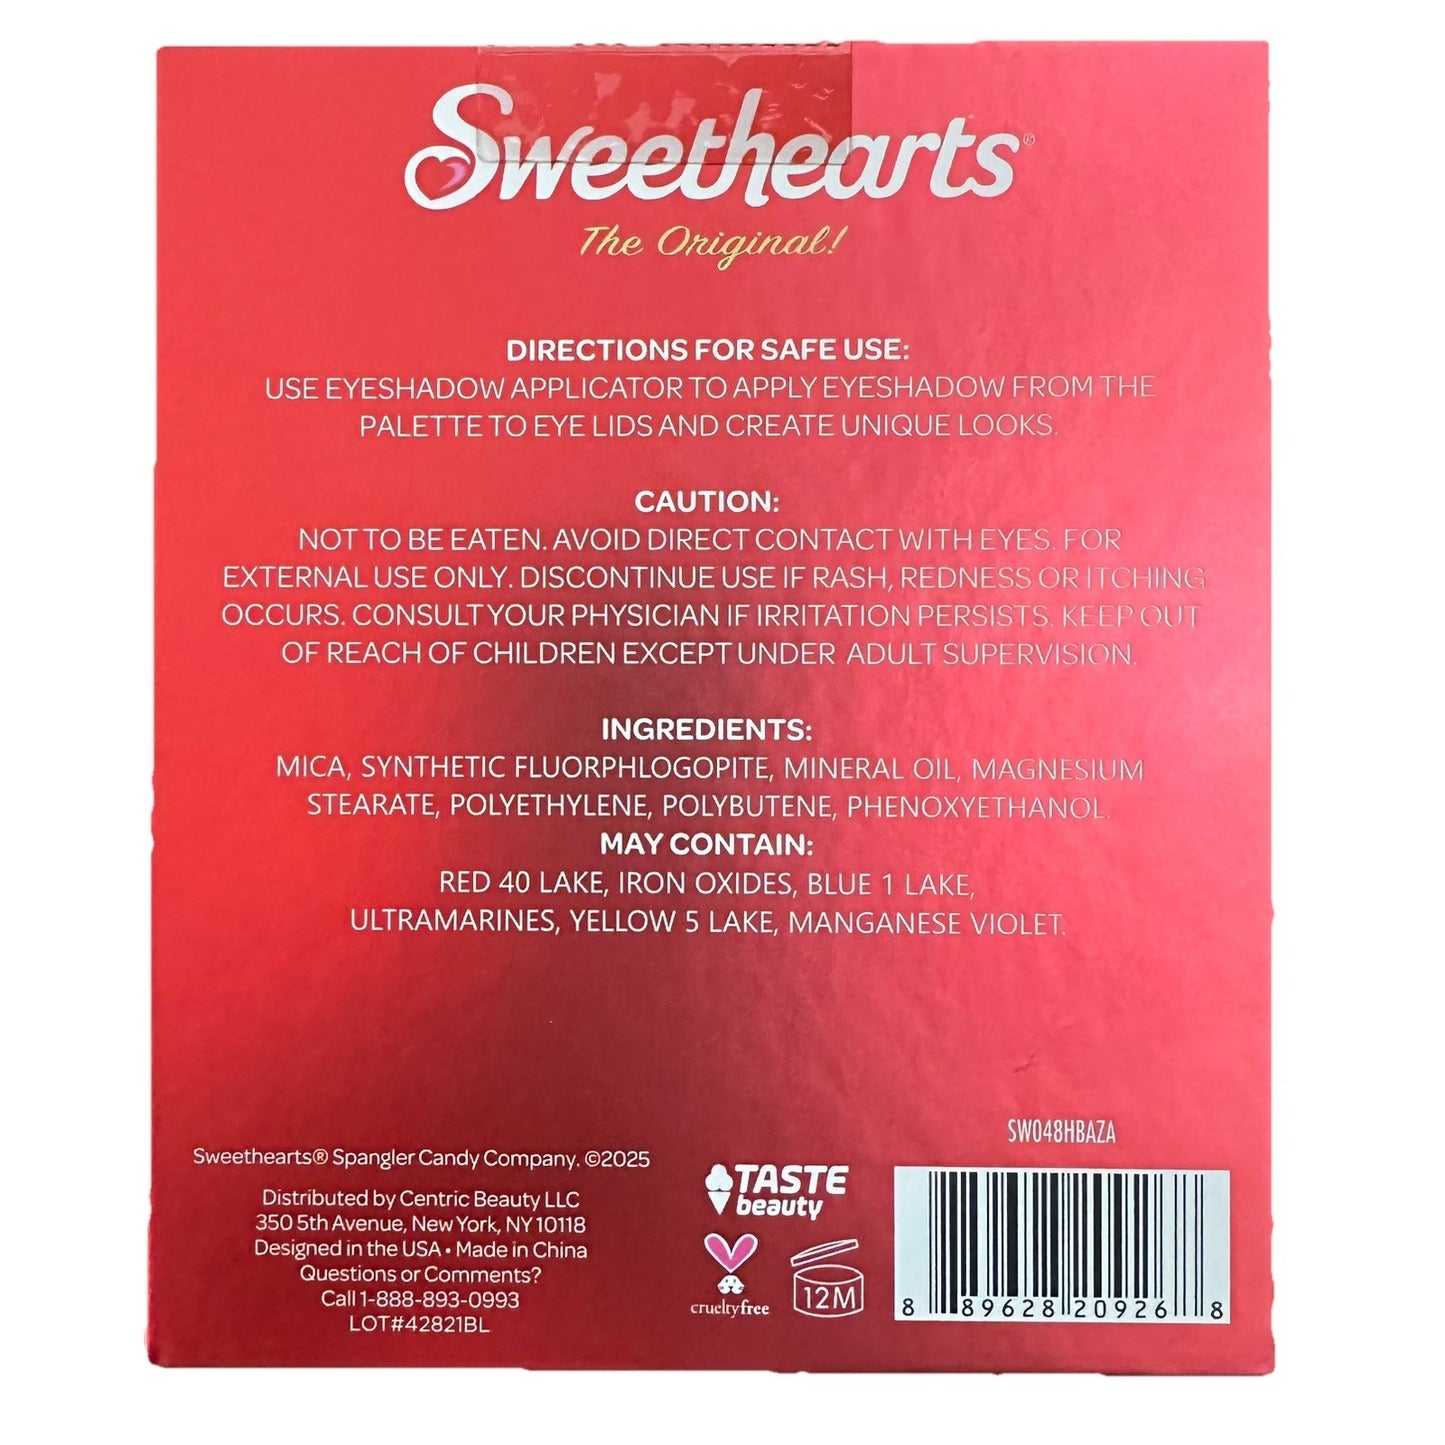 Sweethearts®
The Original!
DIRECTIONS FOR SAFE USE:
USE EYESHADOW APPLICATOR TO APPLY EYESHADOW FROM THE
PALETTE TO EYE LIDS AND CREATE UNIQUE LOOKS.
CAUTION:
NOT TO BE EATEN. AVOID DIRECT CONTACT WITH EYES. FOR
EXTERNAL USE ONLY. DISCONTINUE USE IF RASH, REDNESS OR ITCHING
OCCURS. CONSULT YOUR PHYSICIAN IF IRRITATION PERSISTS. KEEP OUT
OF REACH OF CHILDREN EXCEPT UNDER ADULT SUPERVISION.
INGREDIENTS:
MICA, SYNTHETIC FLUORPHLOGOPITE, MINERAL OIL, MAGNESIUM
STEARATE, POLYETHYLENE, POLYBUTENE, PHENOXYETHANOL.
MAY CONTAIN:
RED 40 LAKE, IRON OXIDES, BLUE 1 LAKE,
ULTRAMARINES, YELLOW 5 LAKE, MANGANESE VIOLET.
Sweethearts® Spangler Candy Company. ©2025
Distributed by Centric Beauty LLC
350 5th Avenue, New York, NY 10118
Designed in the USA • Made in China
Questions or Comments?
Call 1-888-893-0993
LOT#42821BL
TASTE
beauty
crueltyfree
12M
SW048HBAZA
8 89628 20926 8